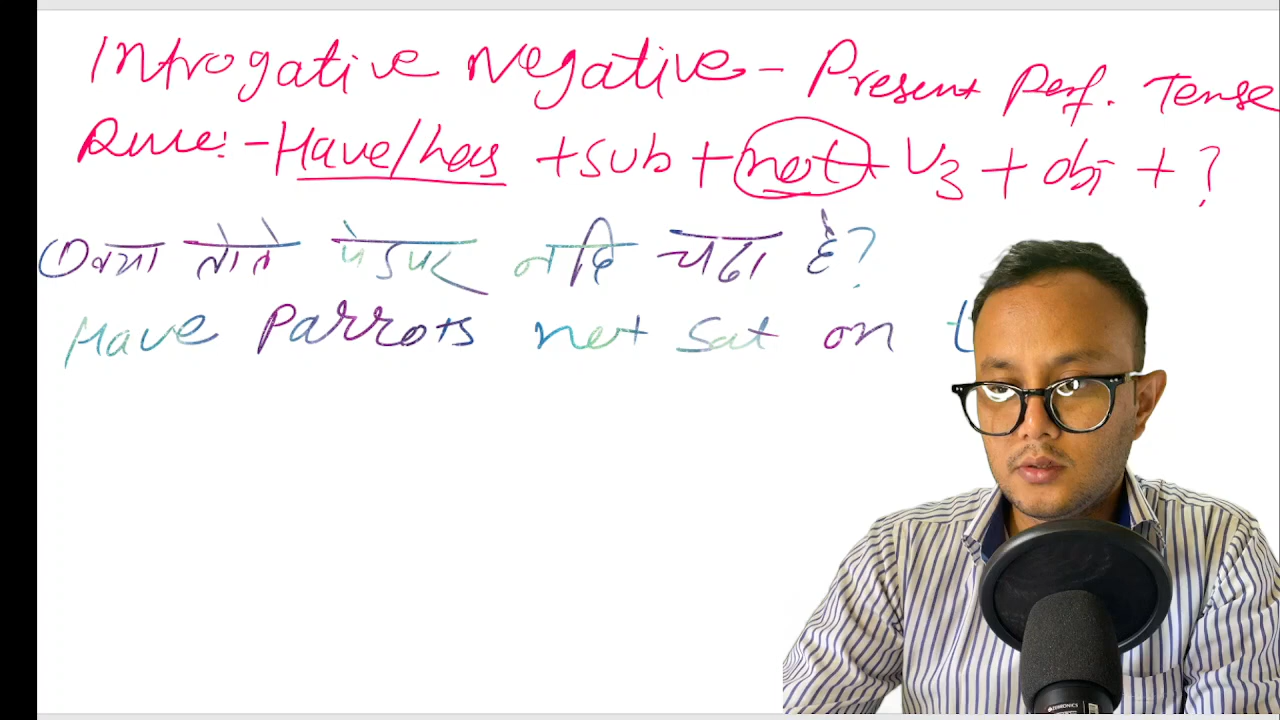 Introgative Negative - Present Perf. Tense
Rule:- Have/has + sub + not + V3 + obj + ?
① क्या तोते पेड पर नहि चढा है?
Have Parrots not sat on t
ZEBRONICS